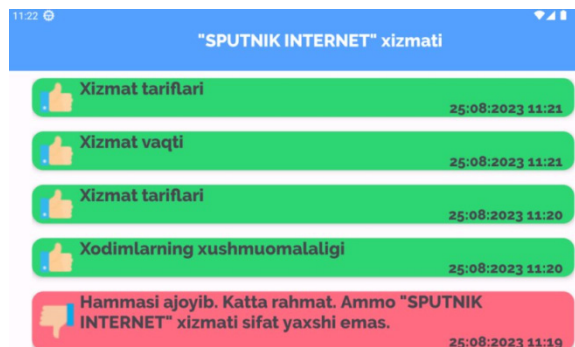 11:22
"SPUTNIK INTERNET" xizmati
Xizmat tariflari
25:08:2023 11:21
Xizmat vaqti
25:08:2023 11:21
Xizmat tariflari
25:08:2023 11:20
Xodimlarning xushmuomalaligi
25:08:2023 11:20
Hammasi ajoyib. Katta rahmat. Ammo "SPUTNIK
INTERNET" xizmati sifat yaxshi emas.
25:08:2023 11:19